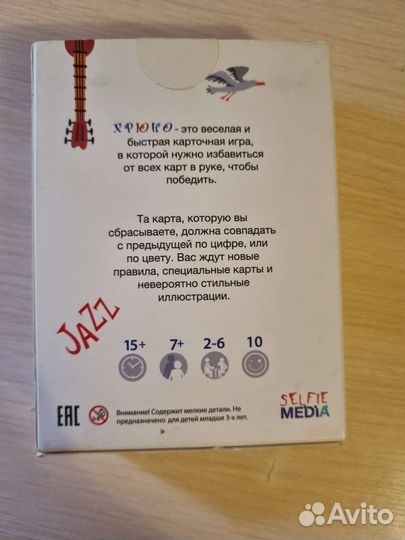 ХРЮКО - это веселая и
быстрая карточная игра,
в которой нужно избавиться
от всех карт в руке, чтобы
победить.
Та карта, которую вы
сбрасываете, должна совпадать
с предыдущей по цифре, или
по цвету. Вас ждут новые
правила, специальные карты и
невероятно стильные
иллюстрации.
JAZZ
15+ 7+ 2-6 10
EAC
Внимание! Содержит мелкие детали. Не
предназначено для детей младше 3-х лет.
SELFIE
MEDIA
Avito